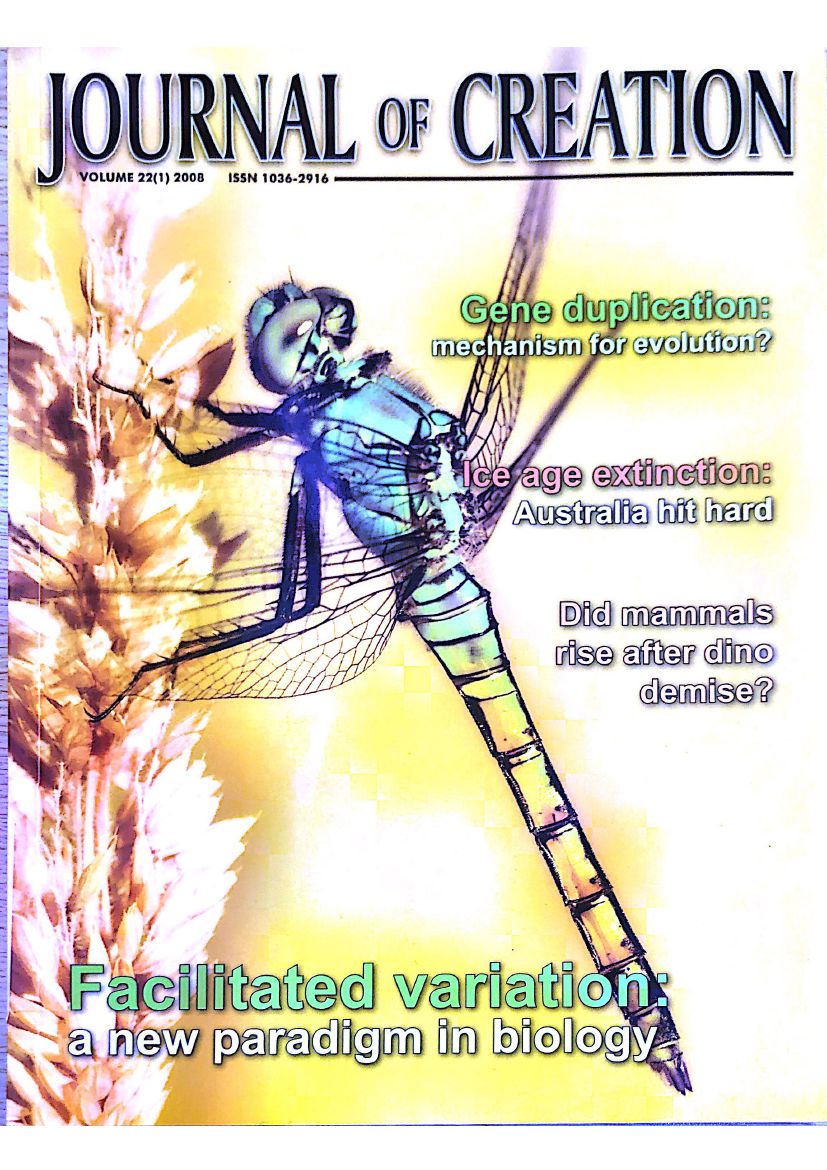 JOURNAL OF CREATION
VOLUME 22(1) 2008 ISSN 1036-2916
Gene duplication:
mechanism for evolution?
Ice age extinction:
Australia hit hard
Did mammals
rise after dino
demise?
Facilitated variation:
a new paradigm in biology